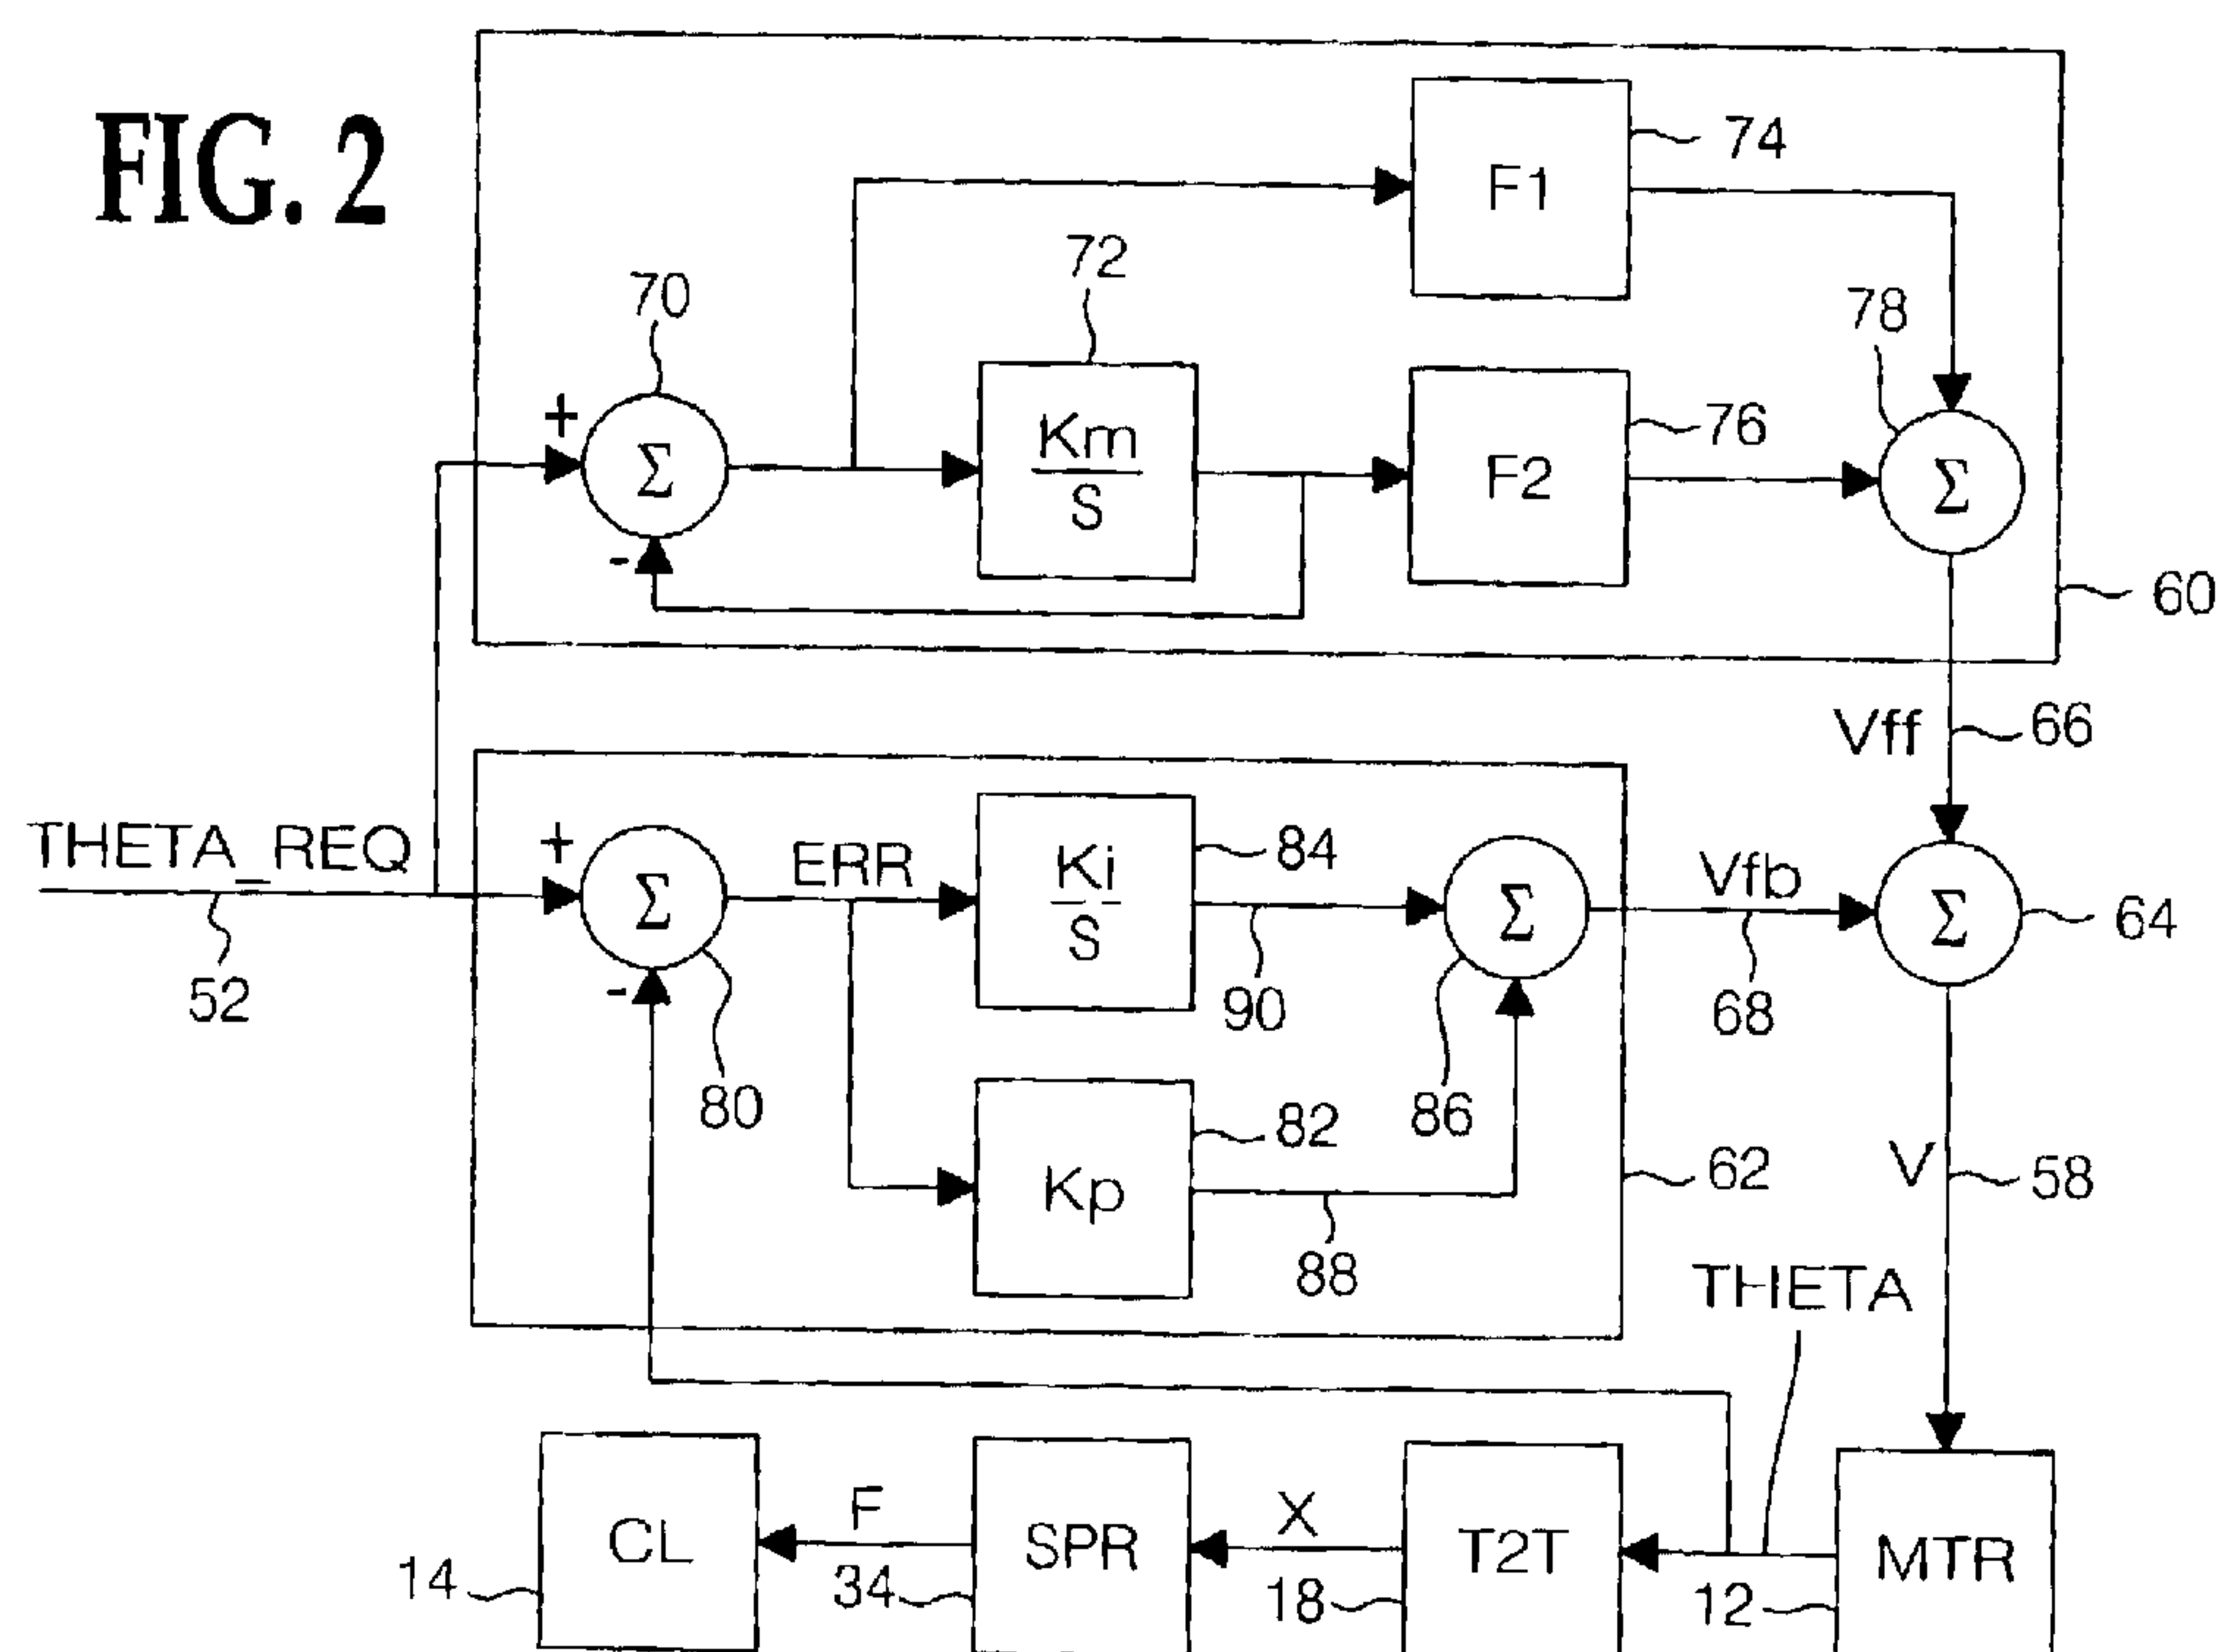 FIG. 2
74
F1
72
70
78
+
Σ
Km
S
F2
76
Σ
-
60
Vff
66
THETA_REQ
+
Σ
ERR
Ki
S
84
Σ
Vfb
Σ
64
52
-
90
68
80
86
82
Kp
62
V
58
88
THETA
CL
F
SPR
X
T2T
MTR
14
34
18
12